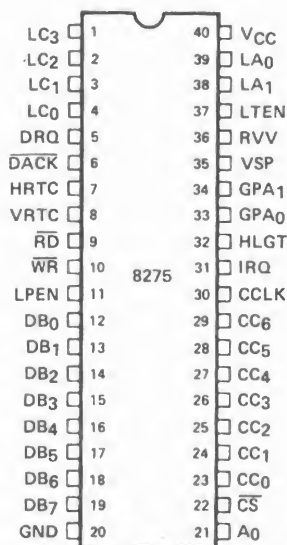 LC3 1 40 VCC
LC2 2 39 LA0
LC1 3 38 LA1
LC0 4 37 LTEN
DRQ 5 36 RVV
DACK 6 35 VSP
HRTC 7 34 GPA1
VRTC 8 33 GPA0
RD 9 32 HLGT
WR 10 31 IRQ
8275
LPEN 11 30 CCLK
DB0 12 29 CC6
DB1 13 28 CC5
DB2 14 27 CC4
DB3 15 26 CC3
DB4 16 25 CC2
DB5 17 24 CC1
DB6 18 23 CC0
DB7 19 22 CS
GND 20 21 A0